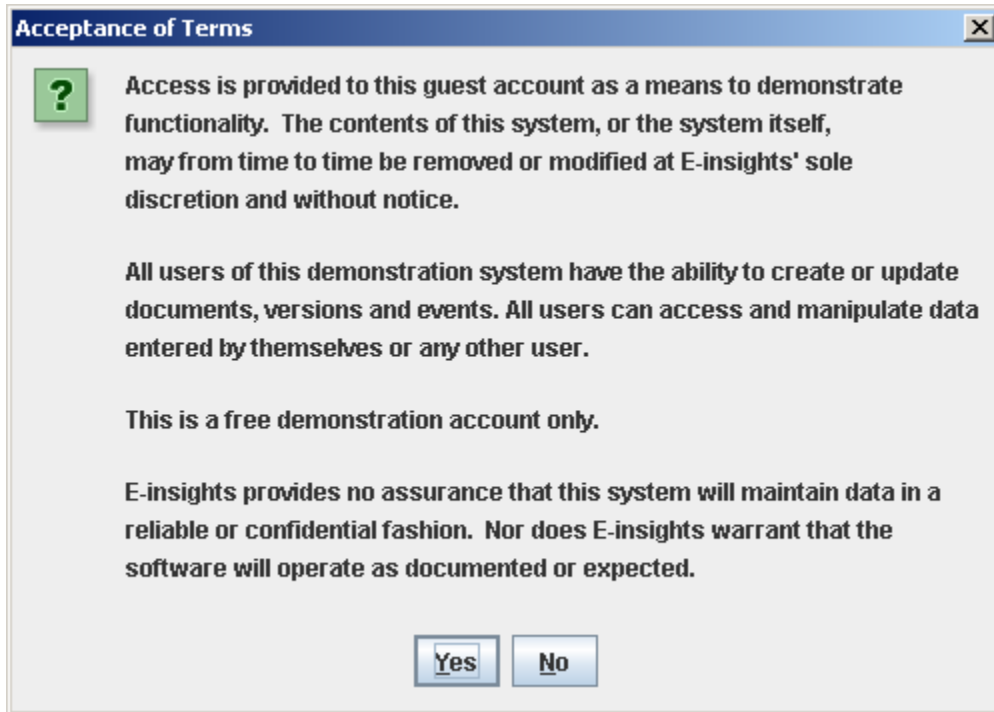 Acceptance of Terms
?
Access is provided to this guest account as a means to demonstrate
functionality.  The contents of this system, or the system itself,
may from time to time be removed or modified at E-insights' sole
discretion and without notice.
All users of this demonstration system have the ability to create or update
documents, versions and events. All users can access and manipulate data
entered by themselves or any other user.
This is a free demonstration account only.
E-insights provides no assurance that this system will maintain data in a
reliable or confidential fashion.  Nor does E-insights warrant that the
software will operate as documented or expected.
Yes No